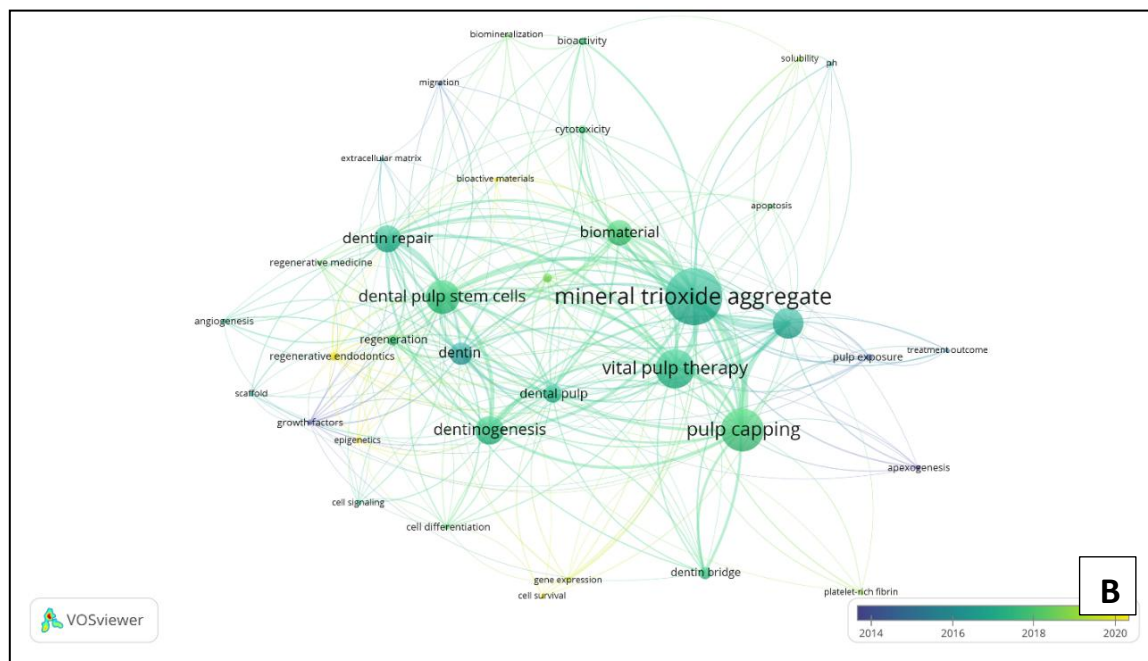 biomineralization
bioactivity
solubility
ph
migration
cytotoxicity
extracellular matrix
bioactive materials
apoptosis
dentin repair
biomaterial
regenerative medicine
dental pulp stem cells
mineral trioxide aggregate
angiogenesis
regeneration
regenerative endodontics
dentin
pulp exposure
treatment outcome
vital pulp therapy
scaffold
dental pulp
growth factors
dentinogenesis
pulp capping
epigenetics
apexogenesis
cell signaling
cell differentiation
dentin bridge
gene expression
cell survival
platelet-rich fibrin
B
VOSviewer
2014 2016 2018 2020